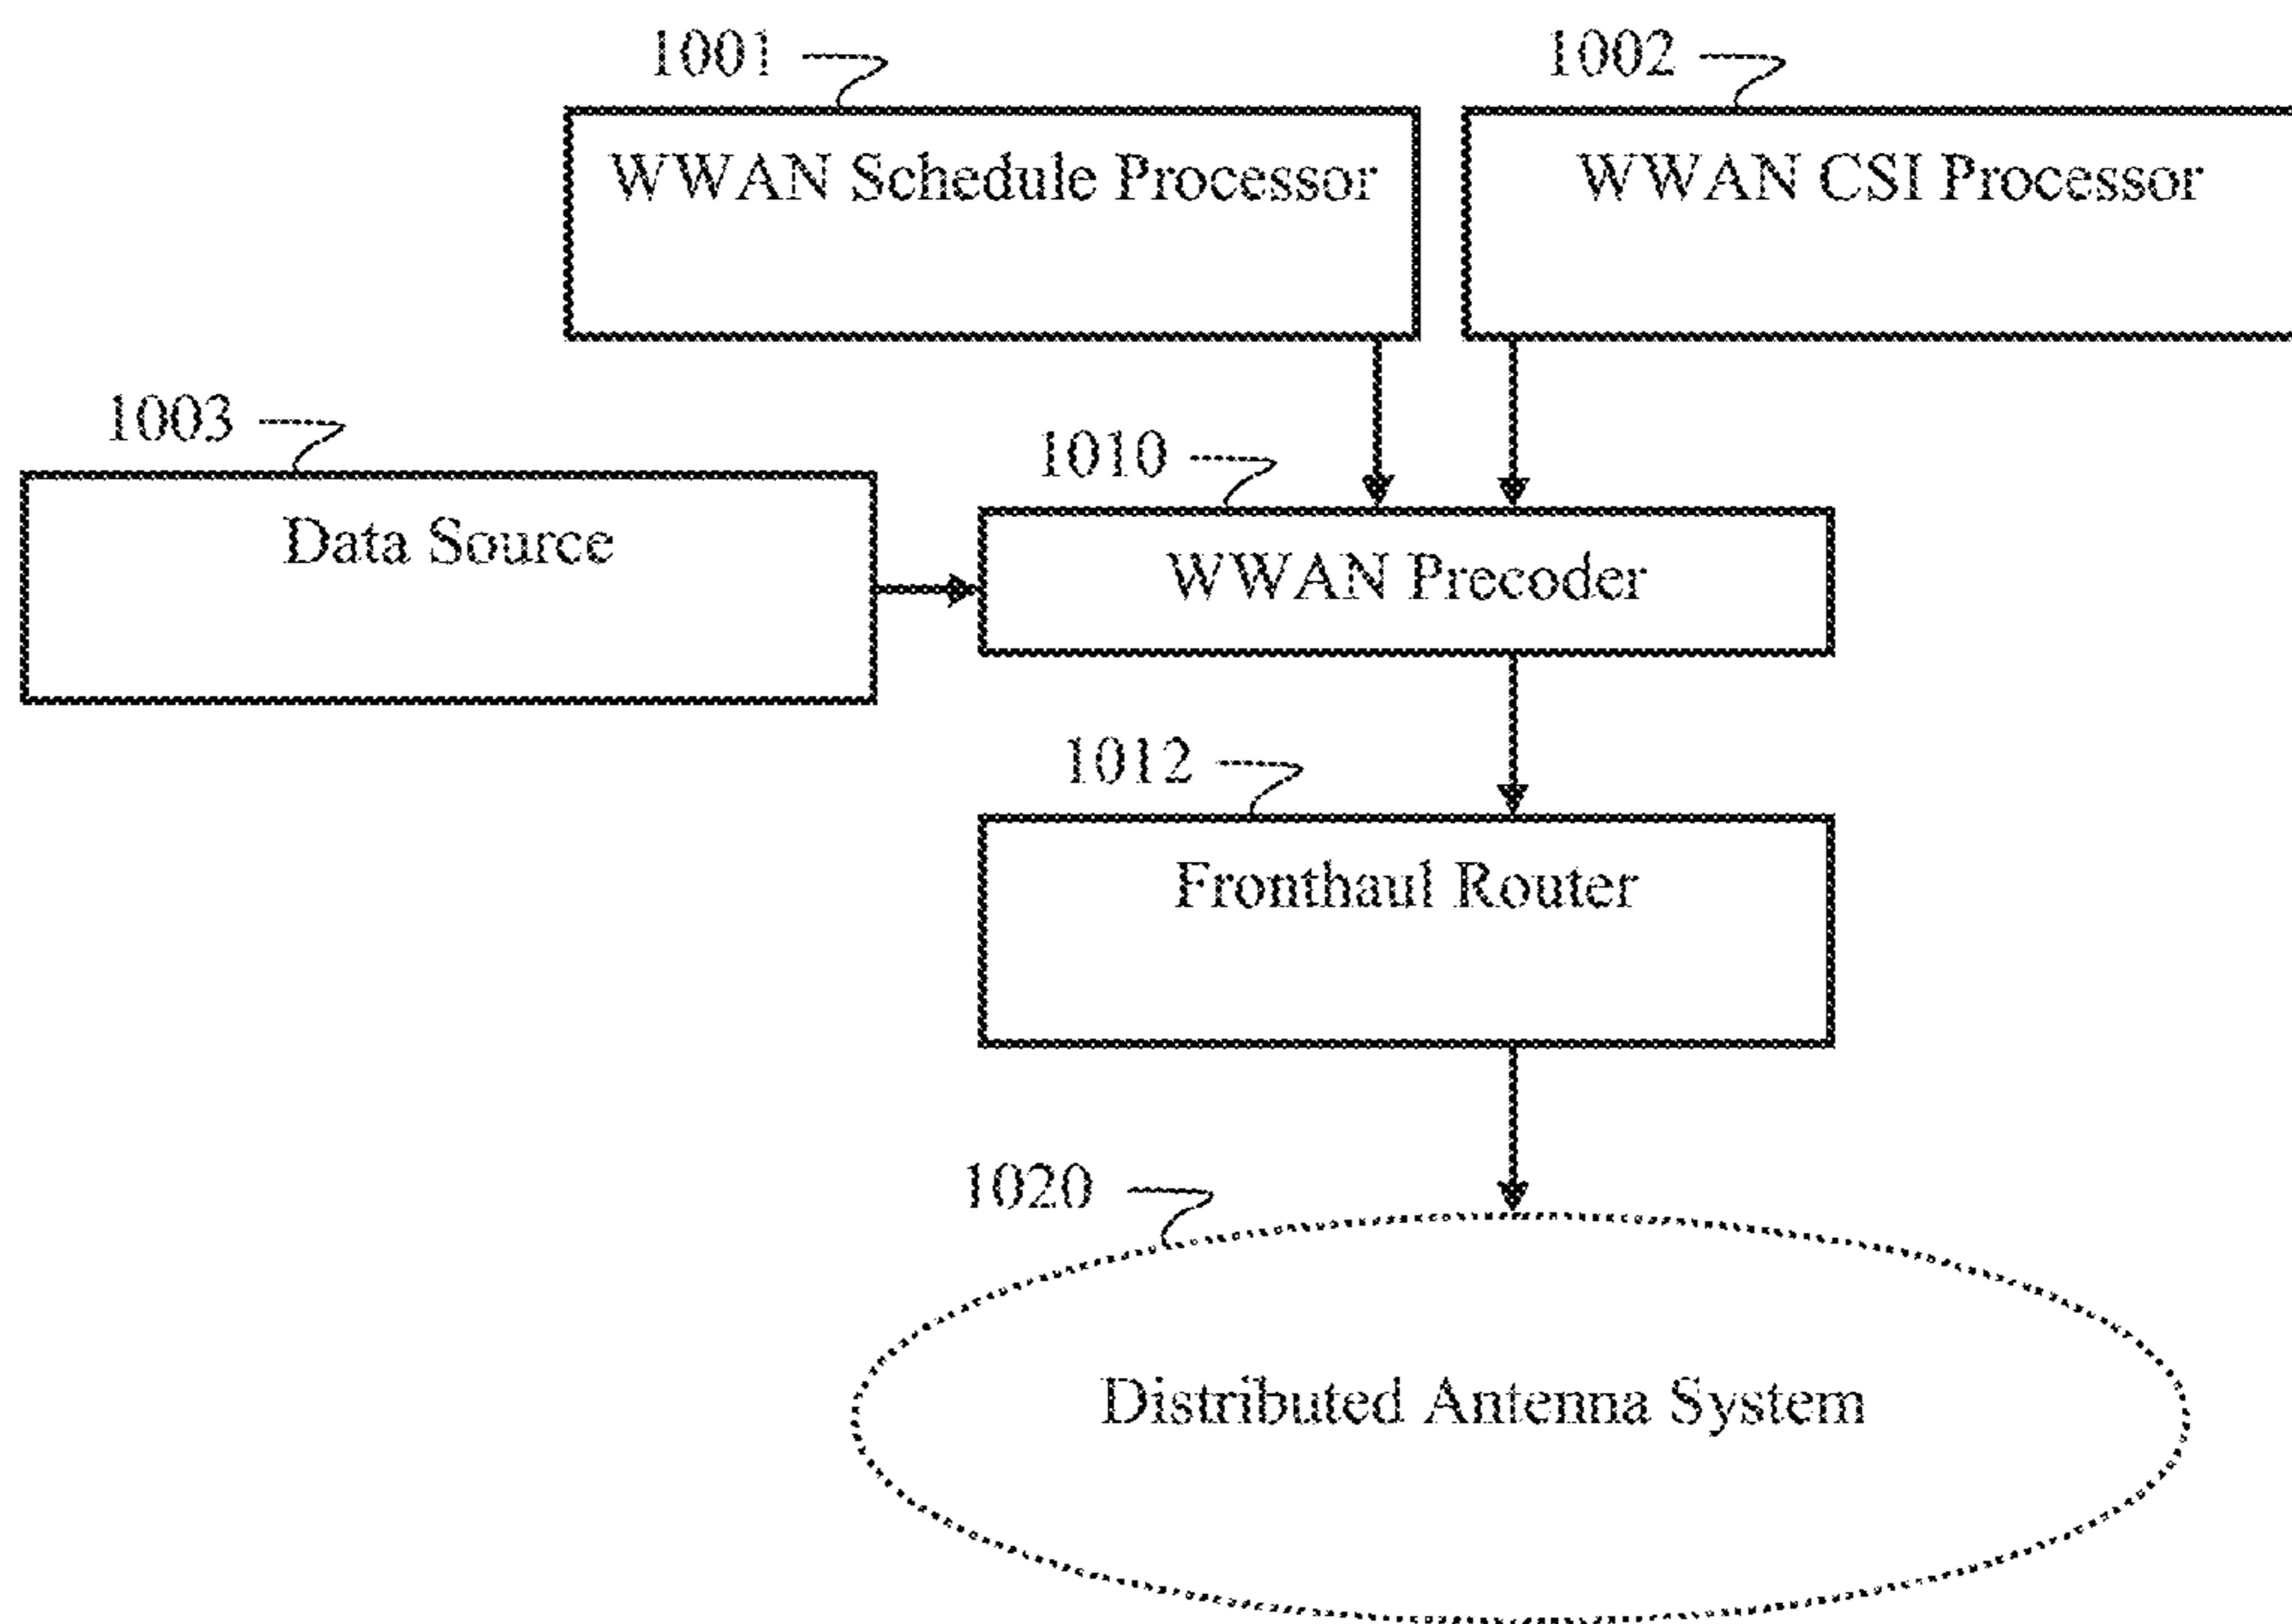 1001
1002
WWAN Schedule Processor
WWAN CSI Processor
1003
1010
Data Source
WWAN Precoder
1012
Fronthaul Router
1020
Distributed Antenna System